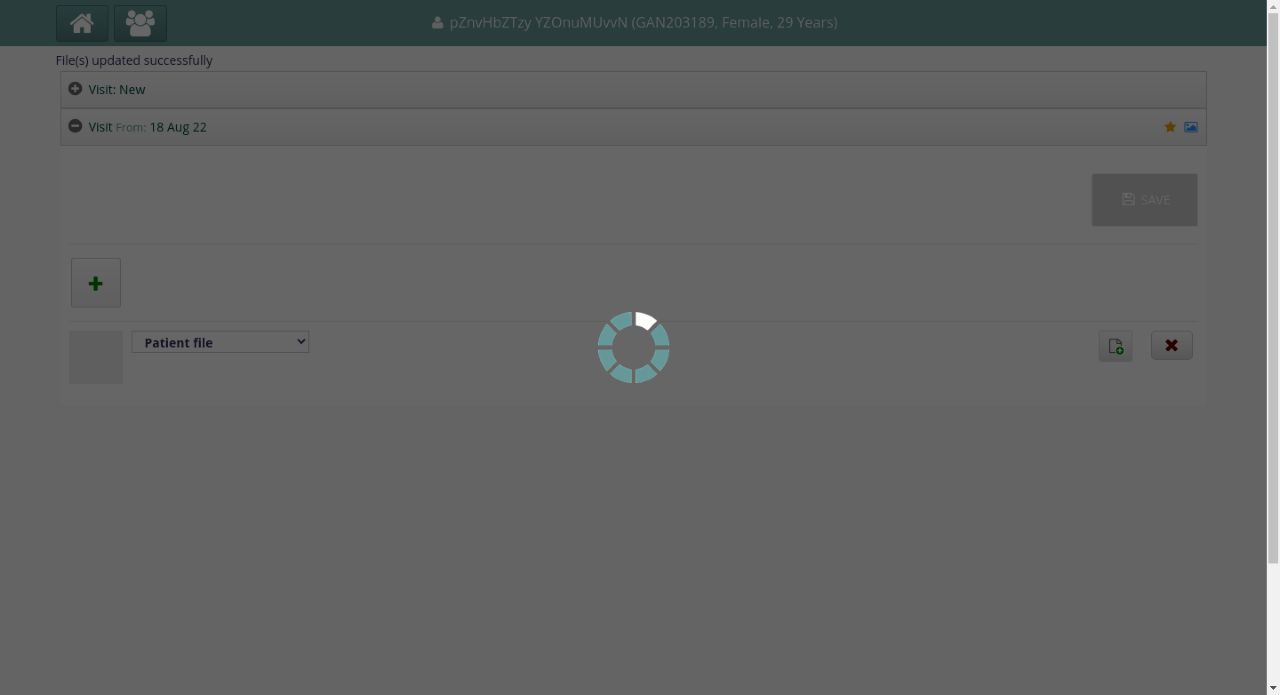 pZnvHbZTzy YZOnuMUvvN (GAN203189, Female, 29 Years)
File(s) updated successfully
Visit: New
Visit From: 18 Aug 22
SAVE
Patient file